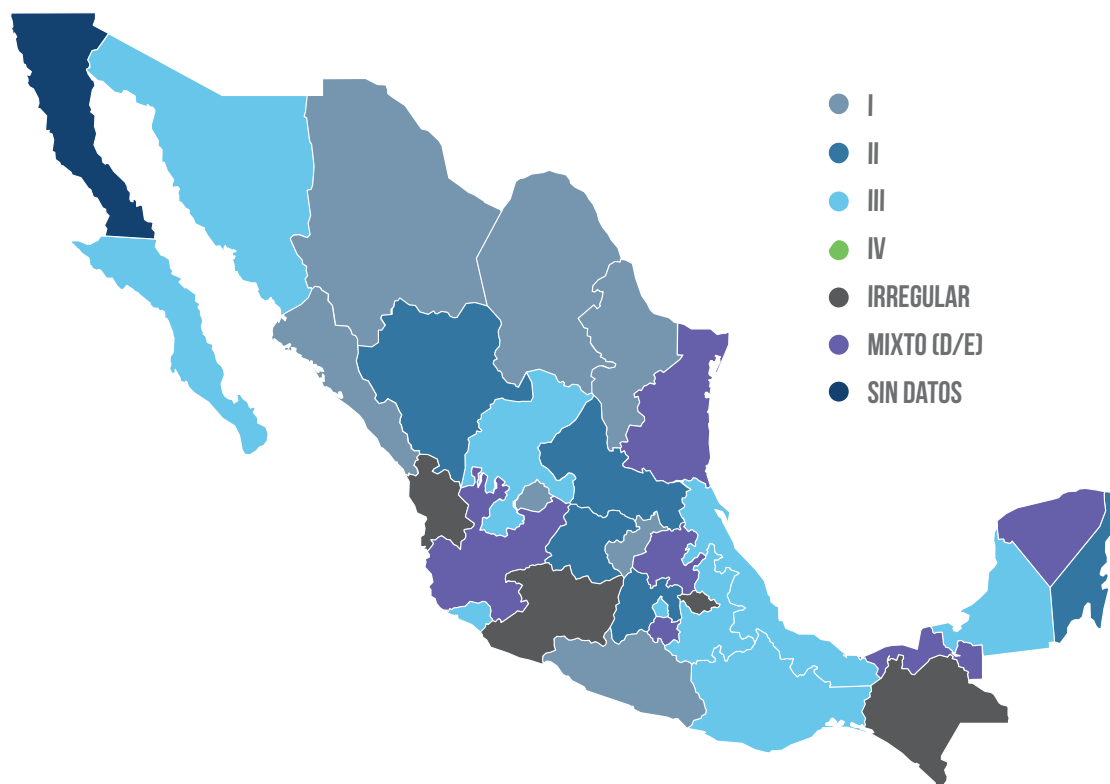 I
II
III
IV
IRREGULAR
MIXTO (D/E)
SIN DATOS